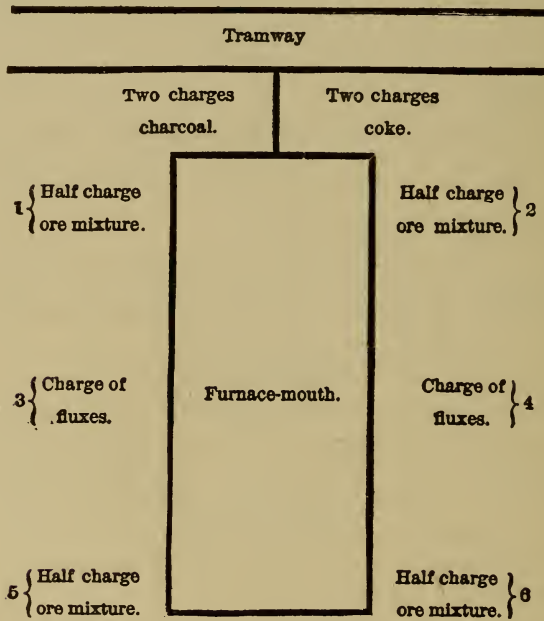 Tramway
Two charges
charcoal.
Two charges
coke.
1 { Half charge
ore mixture.
Half charge
ore mixture. } 2
3 { Charge of
fluxes.
Furnace-mouth.
Charge of
fluxes. } 4
5 { Half charge
ore mixture.
Half charge
ore mixture. } 6